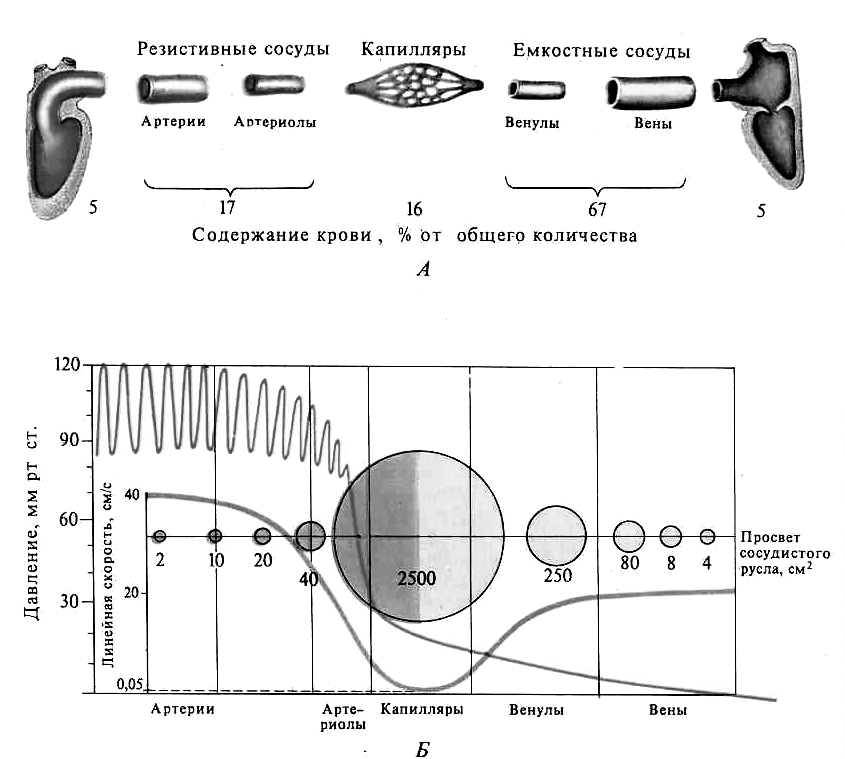 Резистивные сосуды Капилляры Емкостные сосуды
Артерии Артериолы Венулы Вены
5 17 16 67 5
Содержание крови, % от общего количества
А
Давление, мм рт ст.
120
90
60
30
Линейная скорость, см/с
40
20
0,05
2 10 20 40 2500 250 80 8 4
Просвет
сосудистого
русла, см²
Артерии Арте-
риолы Капилляры Венулы Вены
Б